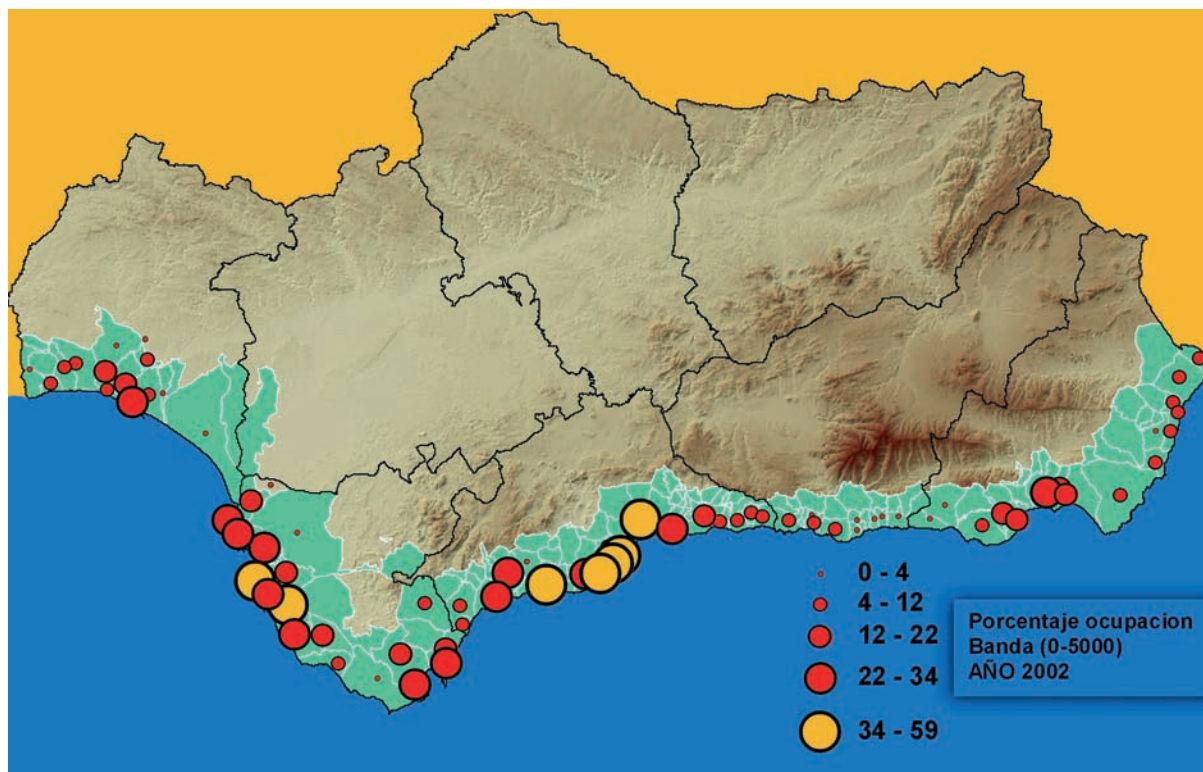 0 - 4
4 - 12
12 - 22
22 - 34
34 - 59
Porcentaje ocupacion
Banda (0-5000)
AÑO 2002